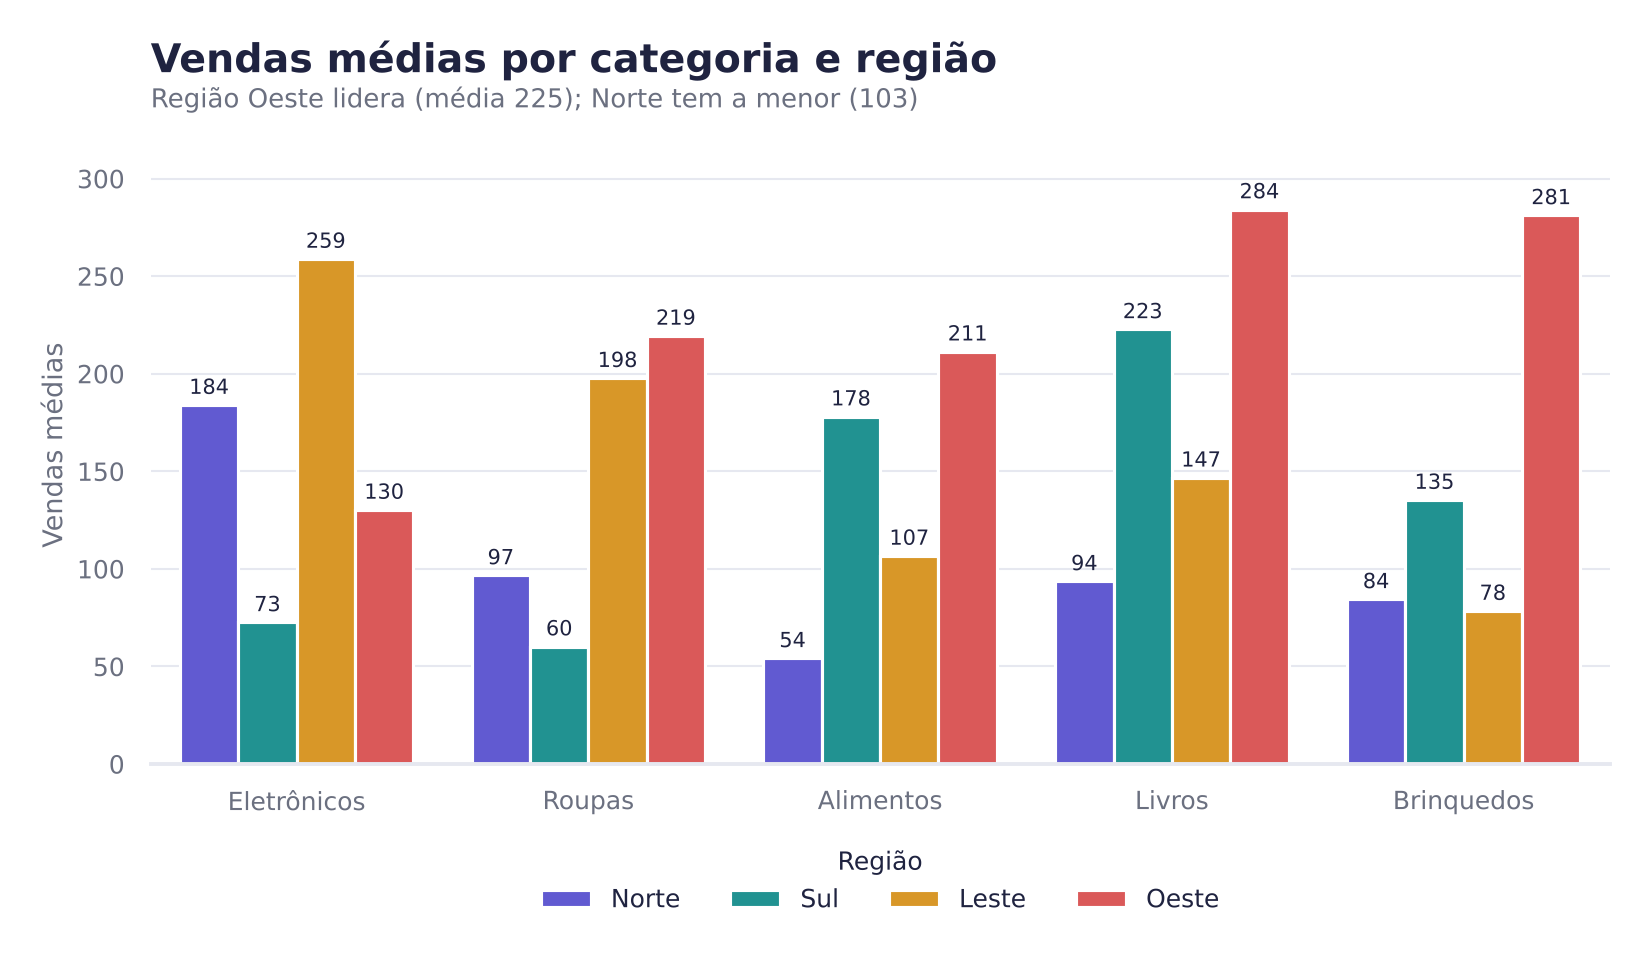 Vendas médias por categoria e região
Região Oeste lidera (média 225); Norte tem a menor (103)
Vendas médias
300
250
200
150
100
50
0
184
73
259
130
97
60
198
219
54
178
107
211
94
223
147
284
84
135
78
281
Eletrônicos
Roupas
Alimentos
Livros
Brinquedos
Região
Norte
Sul
Leste
Oeste